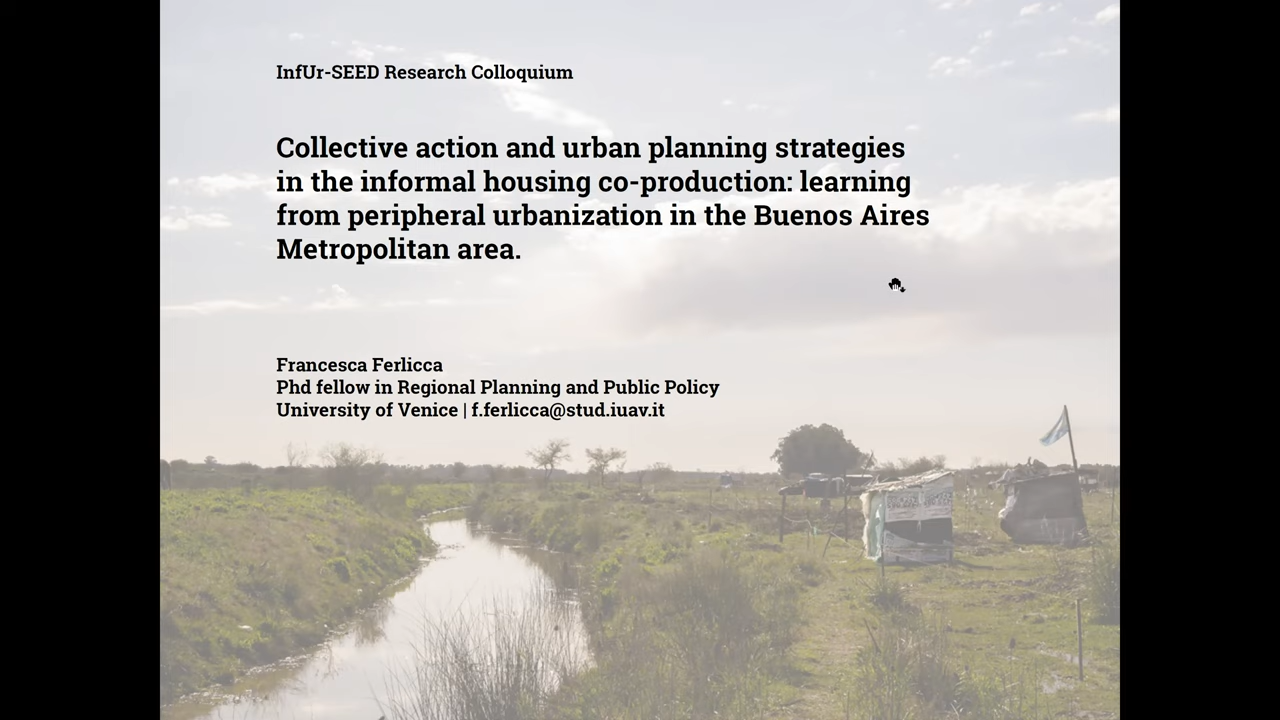 InfUr-SEED Research Colloquium
Collective action and urban planning strategies
in the informal housing co-production: learning
from peripheral urbanization in the Buenos Aires
Metropolitan area.
Francesca Ferlicca
Phd fellow in Regional Planning and Public Policy
University of Venice | f.ferlicca@stud.iuav.it